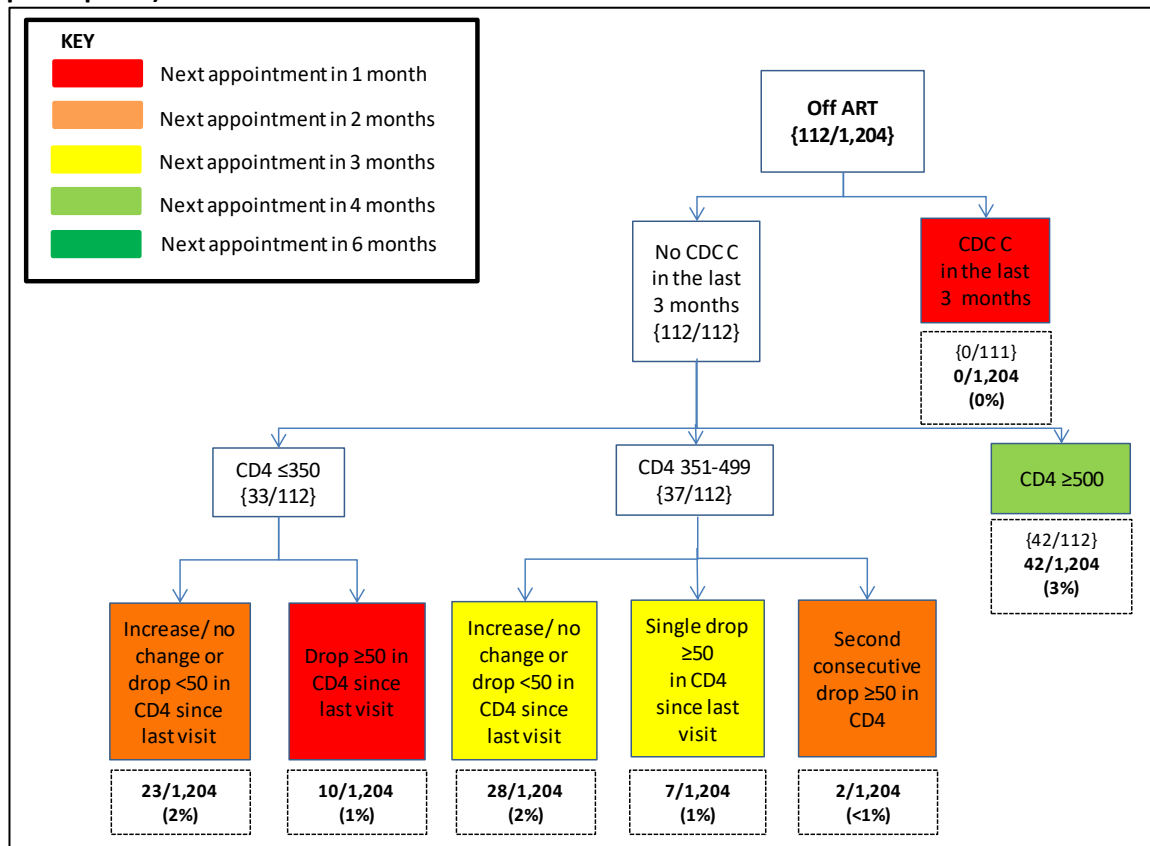 KEY
Next appointment in 1 month
Next appointment in 2 months
Next appointment in 3 months
Next appointment in 4 months
Next appointment in 6 months
Off ART
{112/1,204}
No CDC C
in the last
3 months
{112/112}
CDC C
in the last
3 months
{0/111}
0/1,204
(0%)
CD4 ≤350
{33/112}
CD4 351-499
{37/112}
CD4 ≥500
{42/112}
42/1,204
(3%)
Increase/ no
change or
drop <50 in
CD4 since
last visit
Drop ≥50 in
CD4 since
last visit
Increase/ no
change or
drop <50 in
CD4 since
last visit
Single drop
≥50
in CD4
since last
visit
Second
consecutive
drop ≥50 in
CD4
23/1,204
(2%)
10/1,204
(1%)
28/1,204
(2%)
7/1,204
(1%)
2/1,204
(<1%)